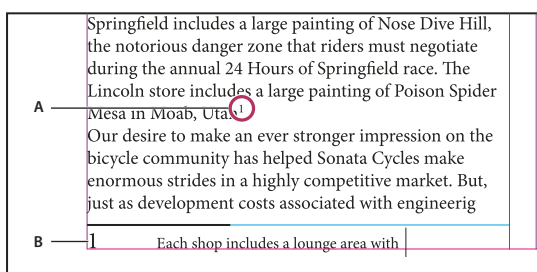 Springfield includes a large painting of Nose Dive Hill,
the notorious danger zone that riders must negotiate
during the annual 24 Hours of Springfield race. The
Lincoln store includes a large painting of Poison Spider
A Mesa in Moab, Utah1
Our desire to make an ever stronger impression on the
bicycle community has helped Sonata Cycles make
enormous strides in a highly competitive market. But,
just as development costs associated with engineerig
B 1 Each shop includes a lounge area with